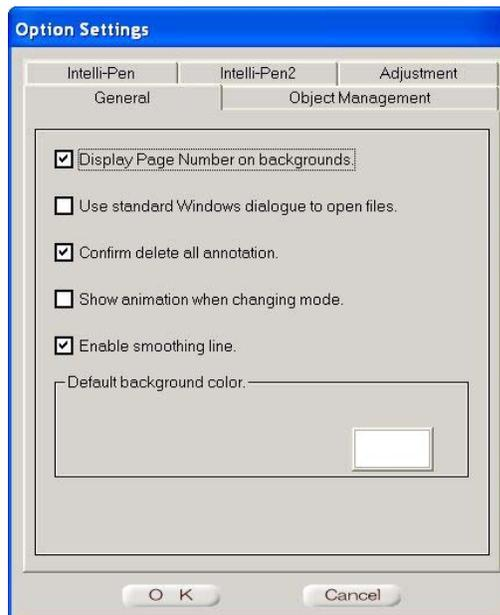 Option Settings
Intelli-Pen Intelli-Pen2 Adjustment
General Object Management
Display Page Number on backgrounds.
Use standard Windows dialogue to open files.
Confirm delete all annotation.
Show animation when changing mode.
Enable smoothing line.
Default background color.
O K Cancel